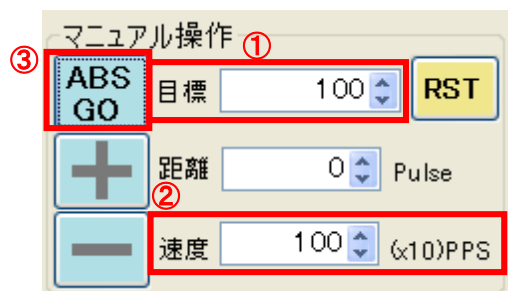 マニュアル操作
①
③
ABS GO 目標 100 RST
距離 0 Pulse
②
速度 100 (x10)PPS